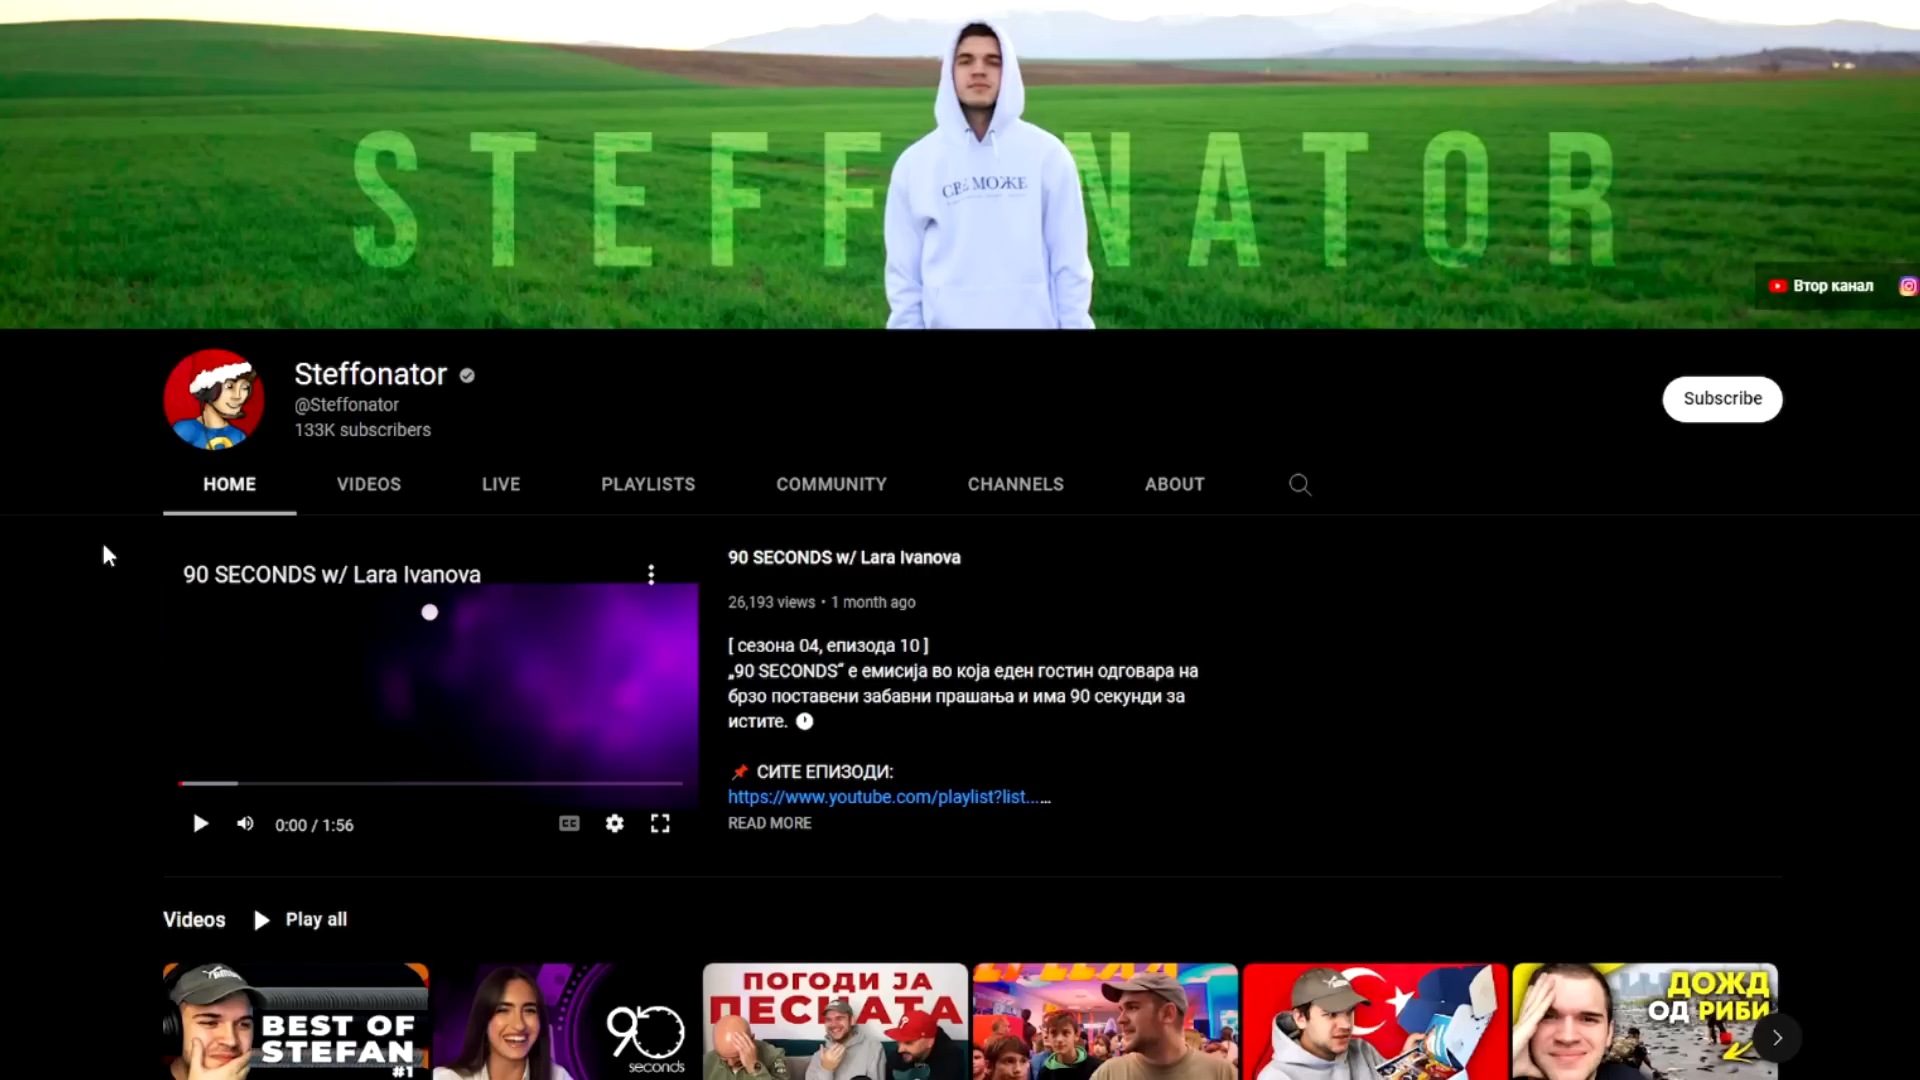 STEFFONATOR
СВЕ МОЖЕ
Втор канал
Steffonator
@Steffonator
133K subscribers
Subscribe
HOME
VIDEOS
LIVE
PLAYLISTS
COMMUNITY
CHANNELS
ABOUT
90 SECONDS w/ Lara Ivanova
0:00 / 1:56
CC
90 SECONDS w/ Lara Ivanova
26,193 views • 1 month ago
[ сезона 04, епизода 10 ]
„90 SECONDS“ е емисија во која еден гостин одговара на
брзо поставени забавни прашања и има 90 секунди за
истите.
СИТЕ ЕПИЗОДИ:
https://www.youtube.com/playlist?list......
READ MORE
Videos
Play all
BEST OF
STEFAN
#1
90
seconds
ПОГОДИ ЈА
ПЕСНАТА
ДОЖД
ОД РИБИ